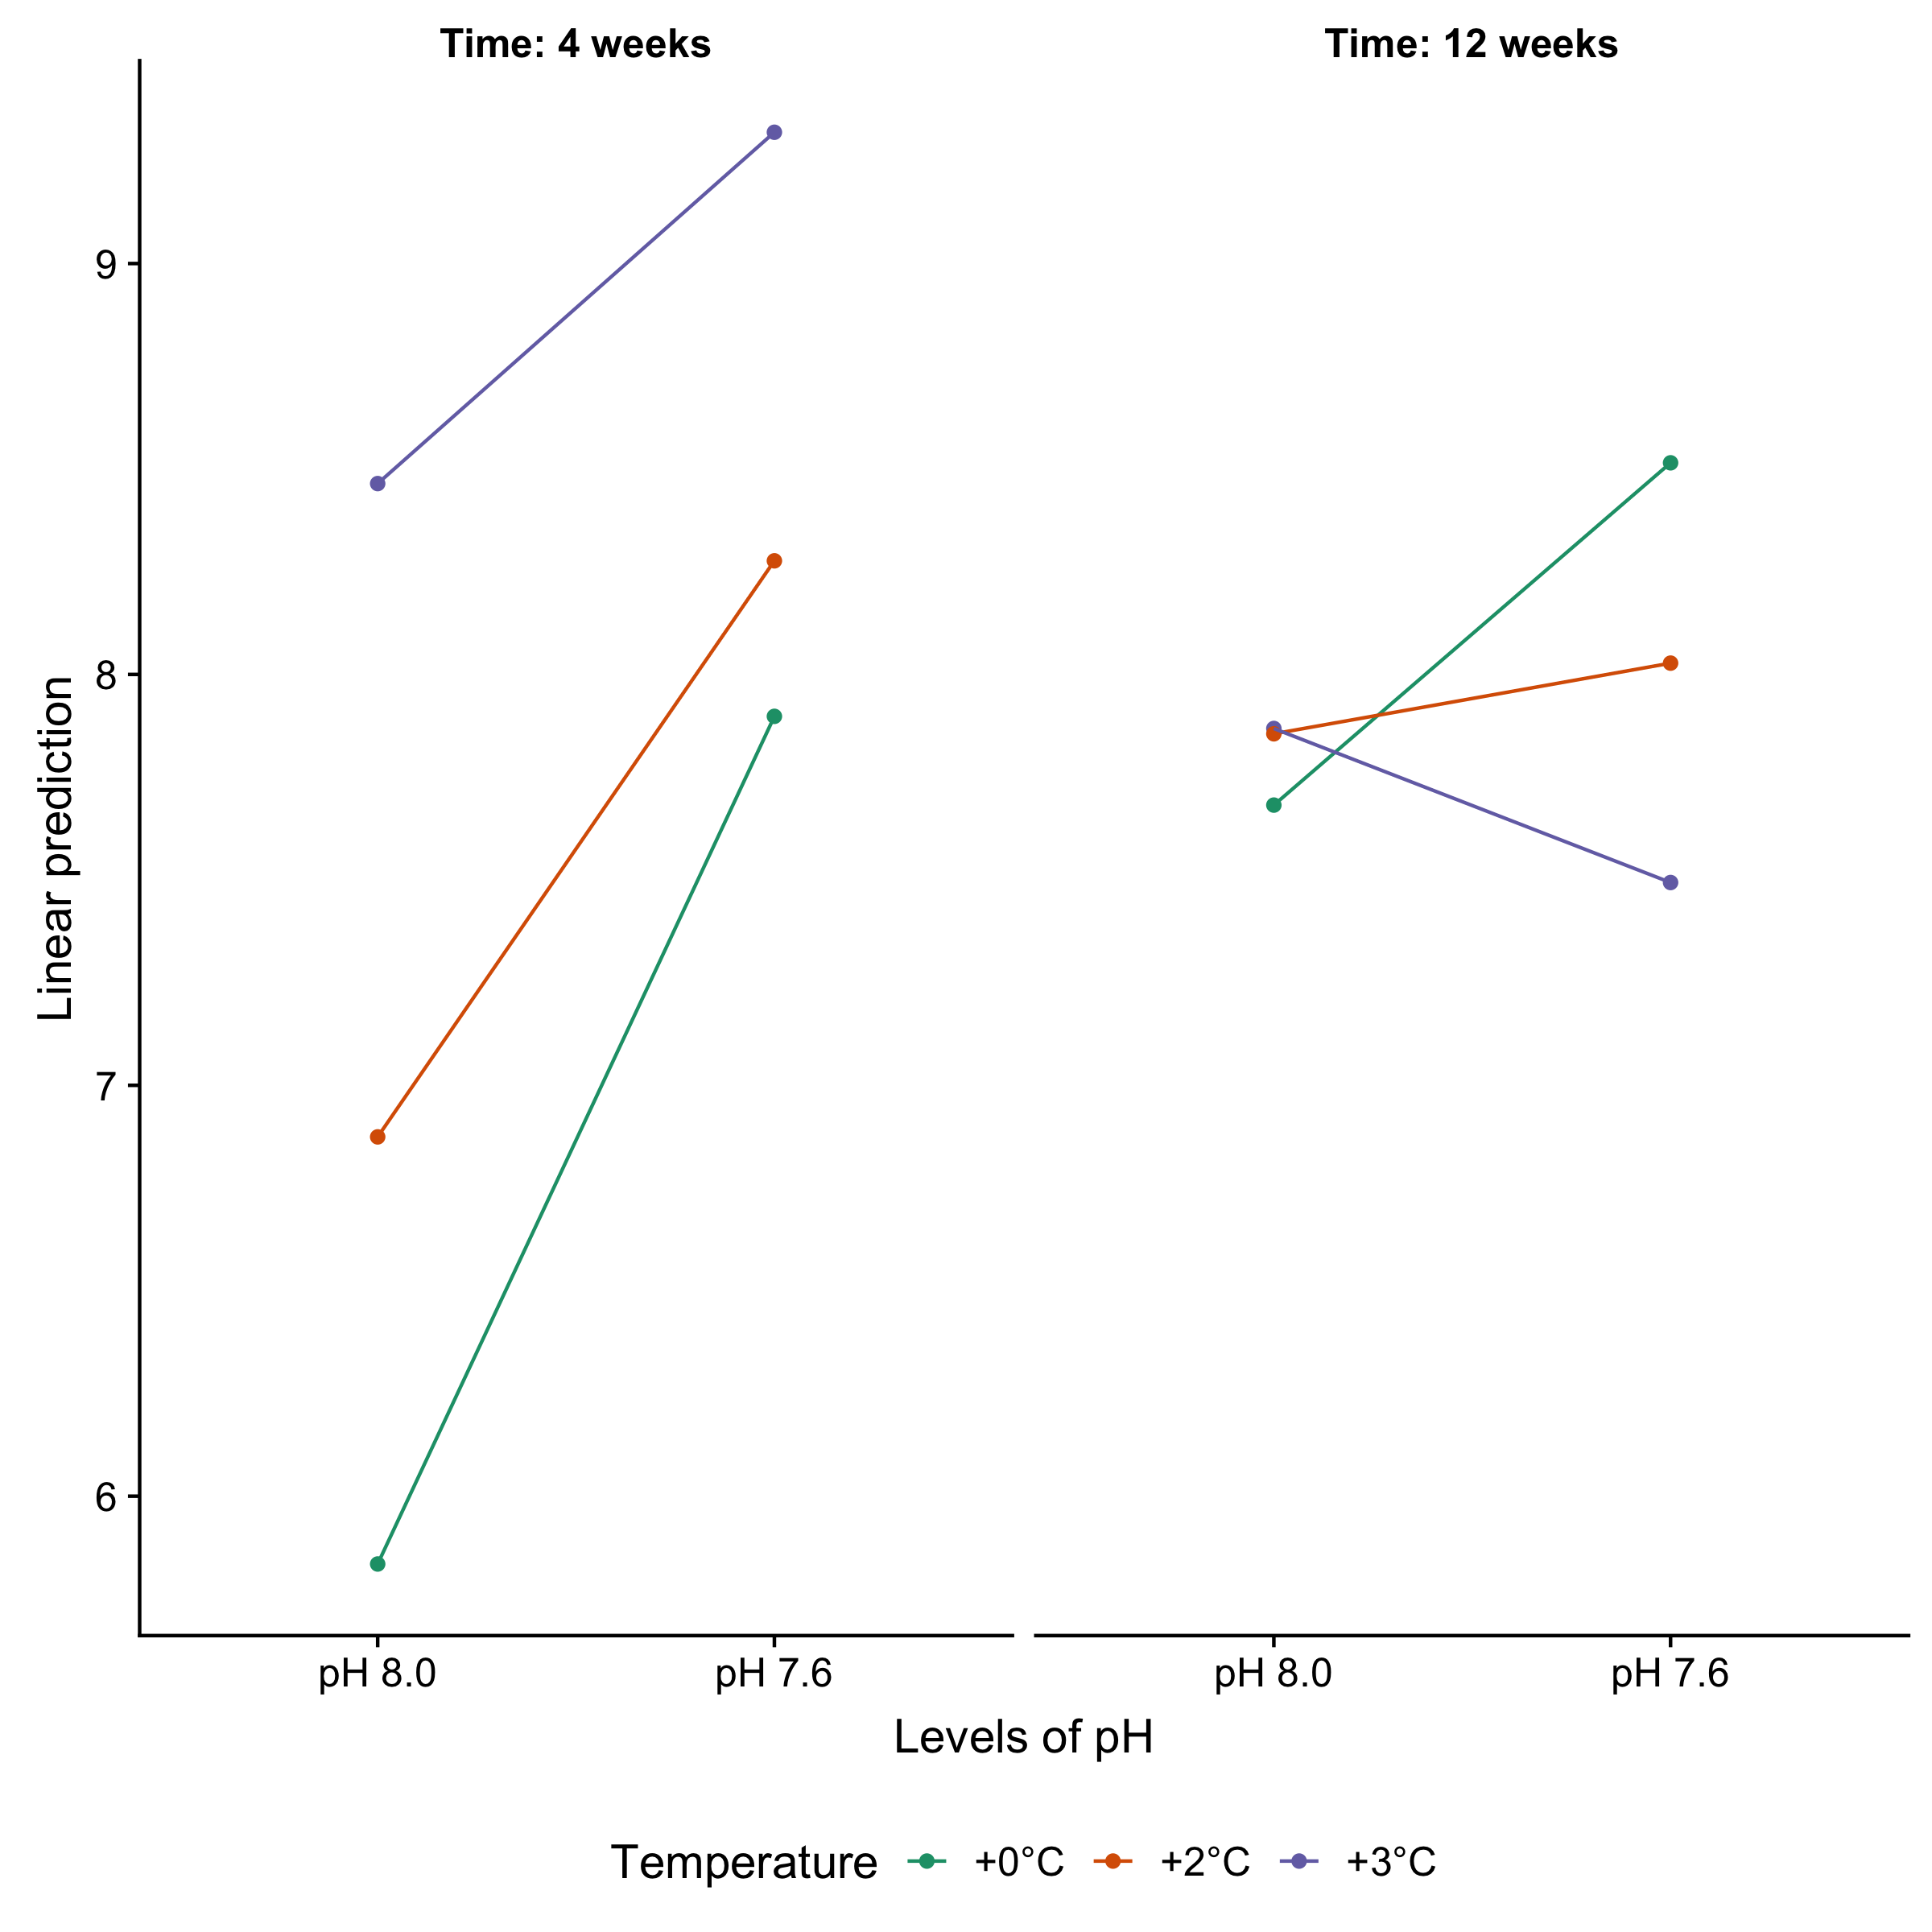 Time: 4 weeks
Time: 12 weeks
Linear prediction
9
8
7
6
pH 8.0
pH 7.6
pH 8.0
pH 7.6
Levels of pH
Temperature +0°C +2°C +3°C